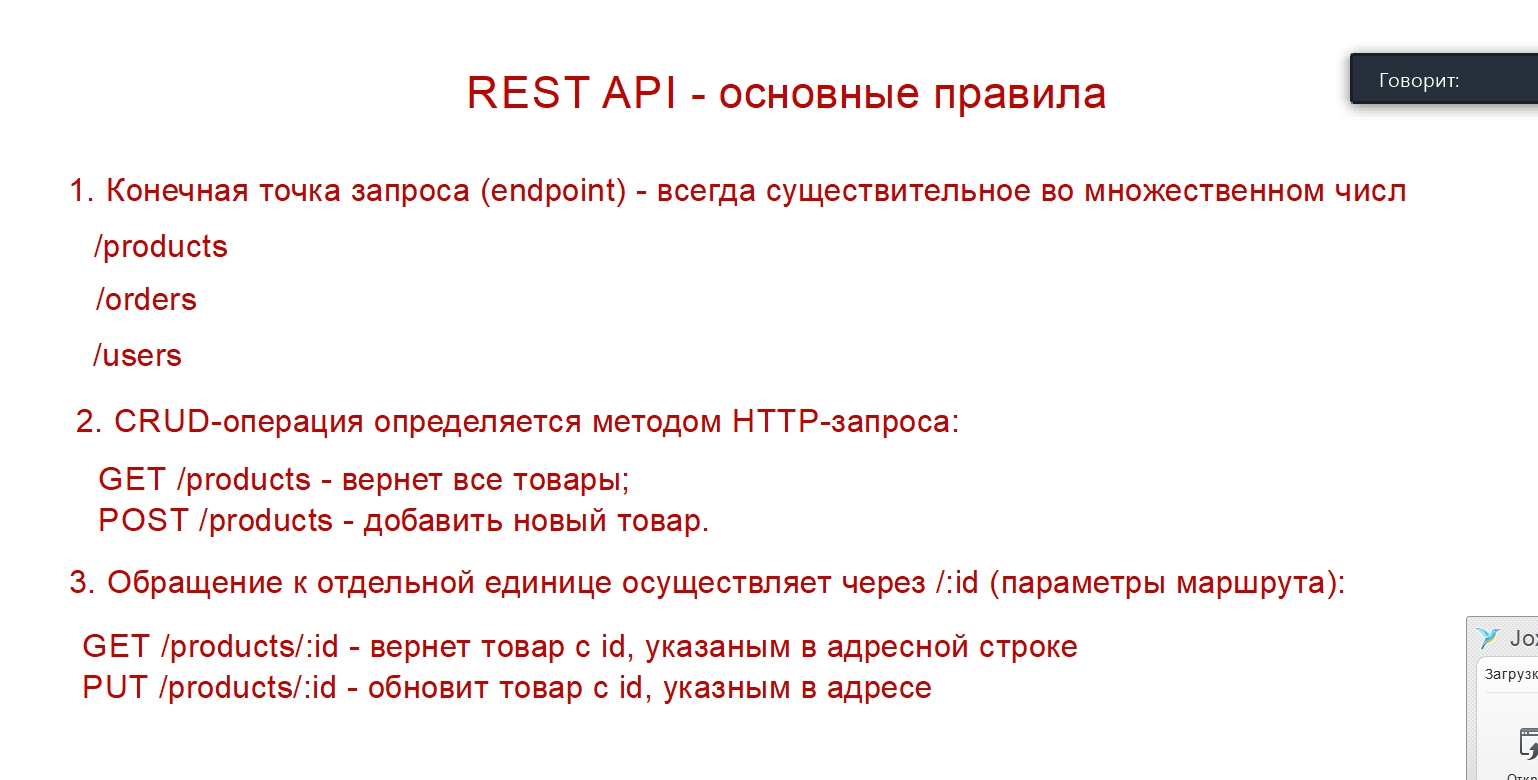 REST API - основные правила
Говорит:
1. Конечная точка запроса (endpoint) - всегда существительное во множественном числ
/products
/orders
/users
2. CRUD-операция определяется методом HTTP-запроса:
GET /products - вернет все товары;
POST /products - добавить новый товар.
3. Обращение к отдельной единице осуществляет через /:id (параметры маршрута):
GET /products/:id - вернет товар с id, указаным в адресной строке
PUT /products/:id - обновит товар с id, указным в адресе